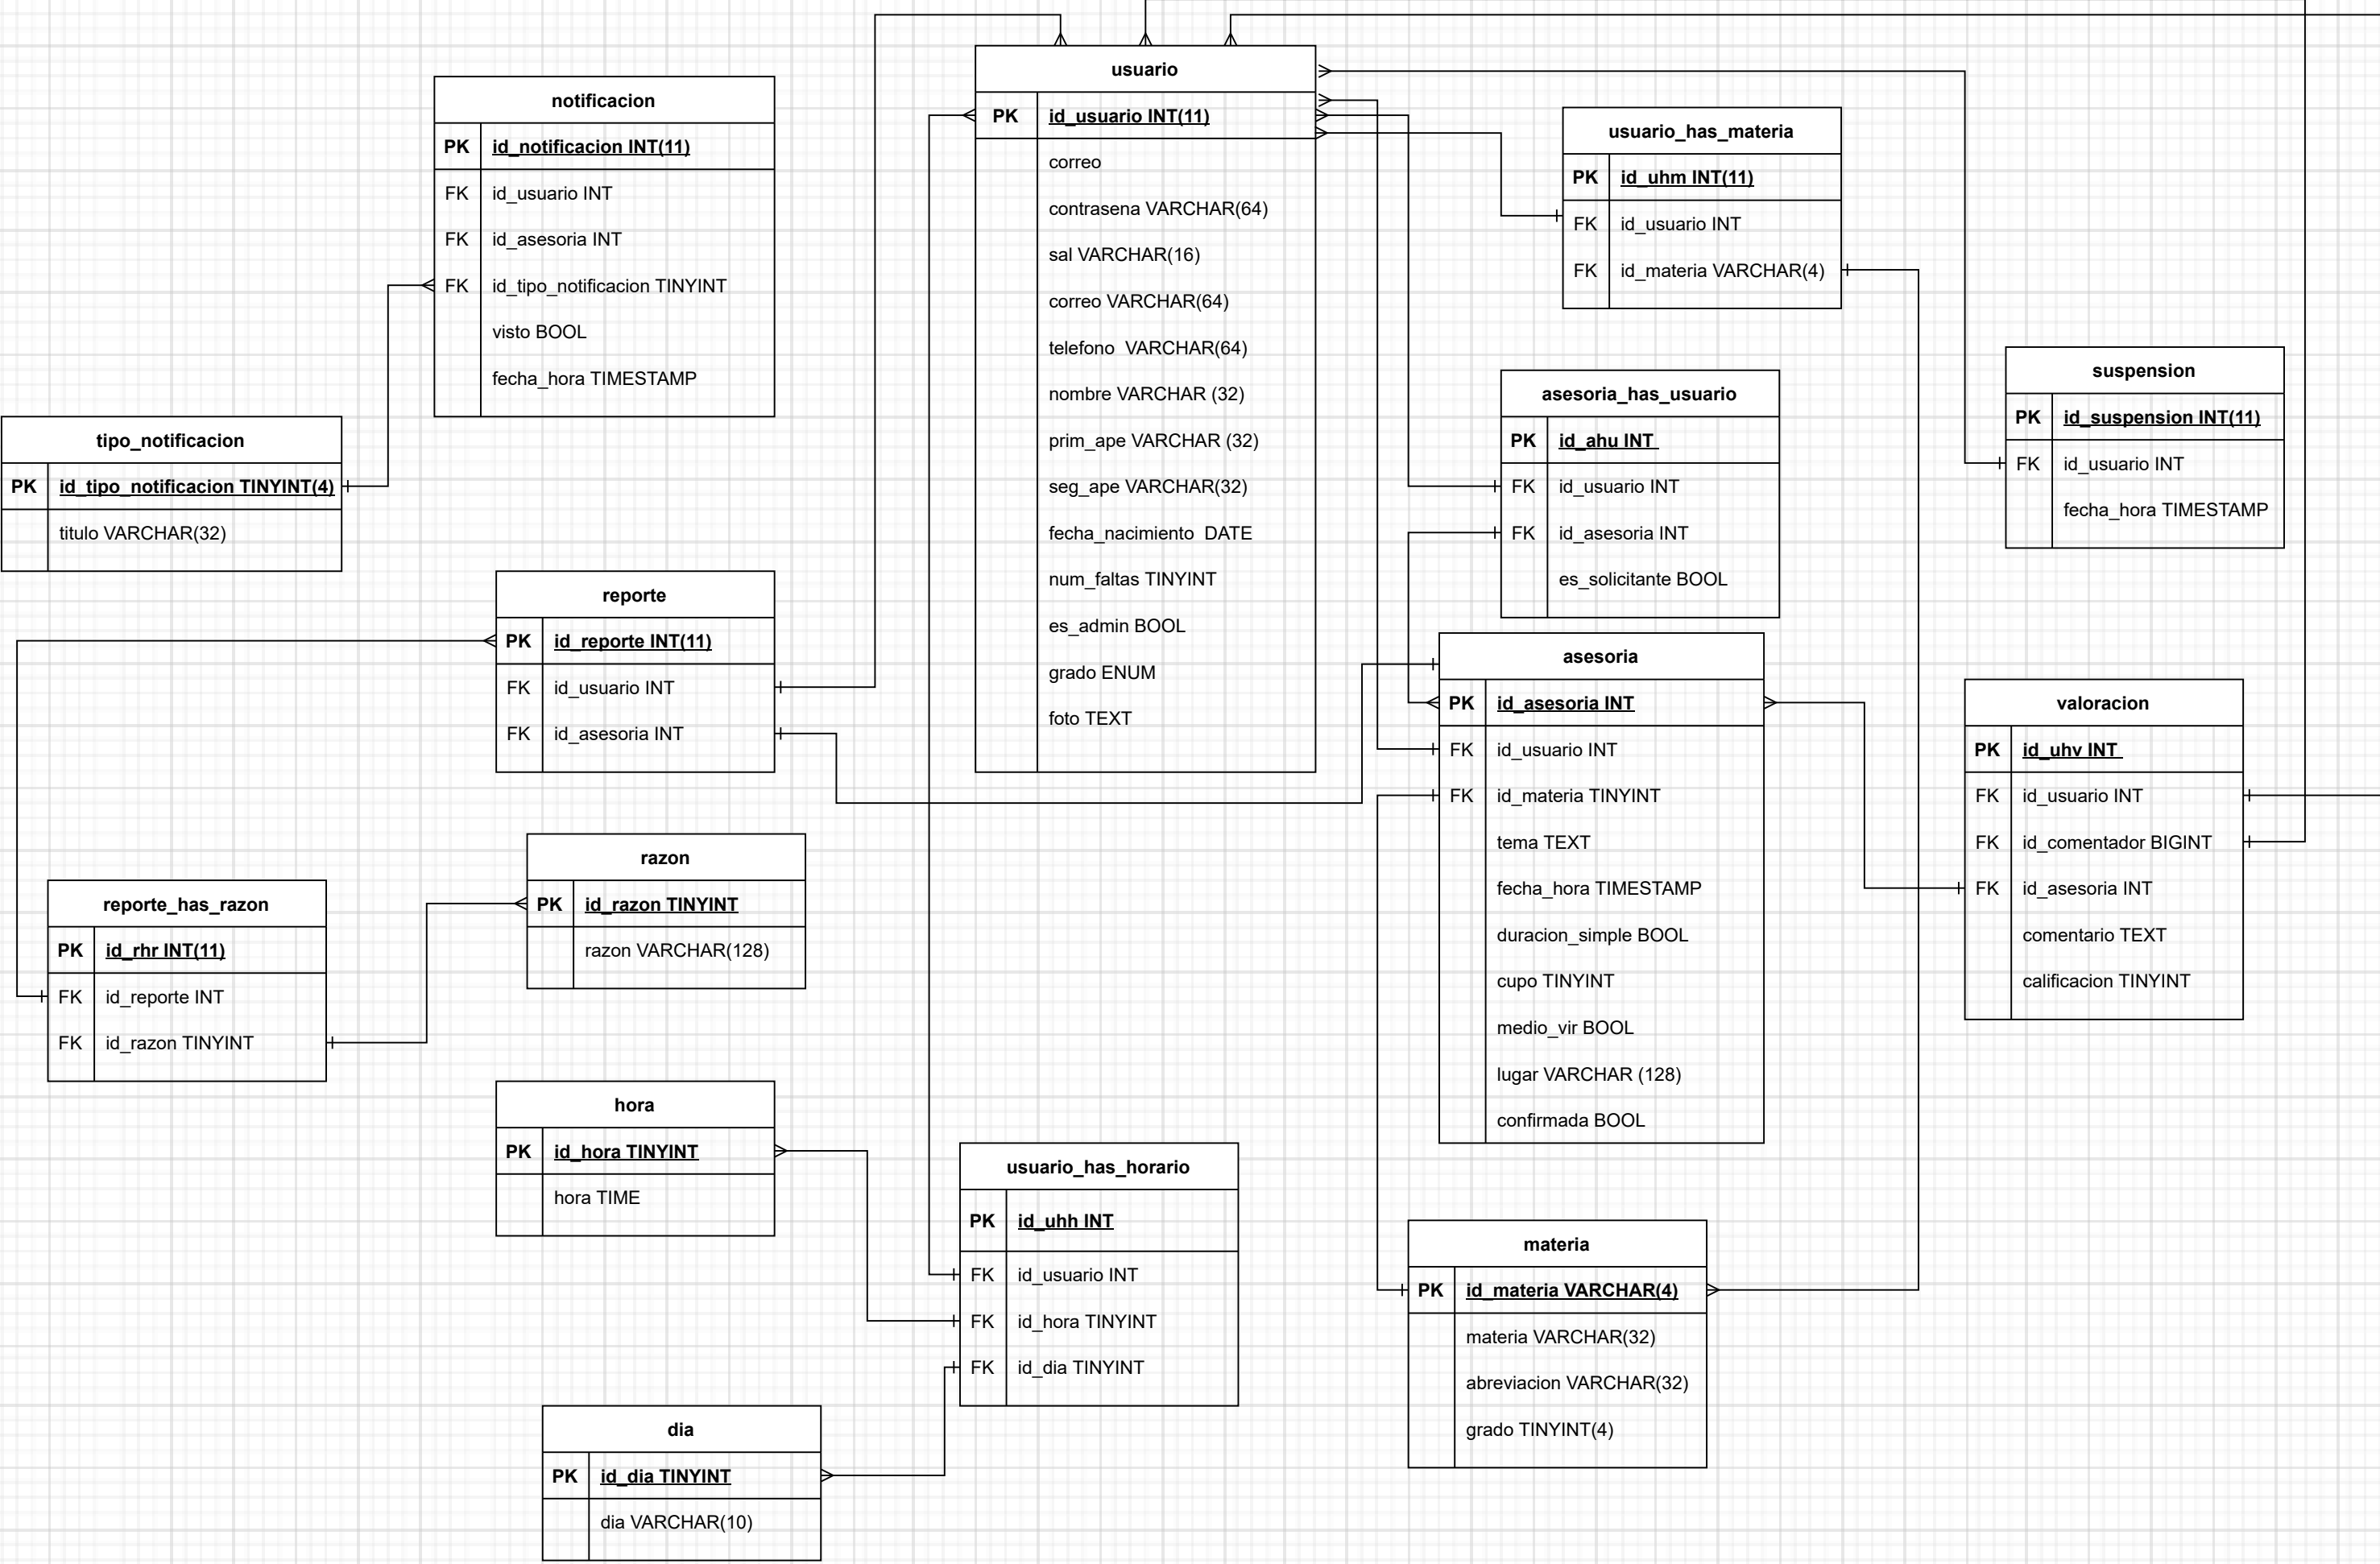 notificacion
PK id_notificacion INT(11)
FK id_usuario INT
FK id_asesoria INT
FK id_tipo_notificacion TINYINT
visto BOOL
fecha_hora TIMESTAMP
tipo_notificacion
PK id_tipo_notificacion TINYINT(4)
titulo VARCHAR(32)
reporte
PK id_reporte INT(11)
FK id_usuario INT
FK id_asesoria INT
razon
PK id_razon TINYINT
razon VARCHAR(128)
reporte_has_razon
PK id_rhr INT(11)
FK id_reporte INT
FK id_razon TINYINT
hora
PK id_hora TINYINT
hora TIME
dia
PK id_dia TINYINT
dia VARCHAR(10)
usuario
PK id_usuario INT(11)
correo
contrasena VARCHAR(64)
sal VARCHAR(16)
correo VARCHAR(64)
telefono VARCHAR(64)
nombre VARCHAR (32)
prim_ape VARCHAR (32)
seg_ape VARCHAR(32)
fecha_nacimiento DATE
num_faltas TINYINT
es_admin BOOL
grado ENUM
foto TEXT
usuario_has_horario
PK id_uhh INT
FK id_usuario INT
FK id_hora TINYINT
FK id_dia TINYINT
usuario_has_materia
PK id_uhm INT(11)
FK id_usuario INT
FK id_materia VARCHAR(4)
asesoria_has_usuario
PK id_ahu INT
FK id_usuario INT
FK id_asesoria INT
es_solicitante BOOL
asesoria
PK id_asesoria INT
FK id_usuario INT
FK id_materia TINYINT
tema TEXT
fecha_hora TIMESTAMP
duracion_simple BOOL
cupo TINYINT
medio_vir BOOL
lugar VARCHAR (128)
confirmada BOOL
materia
PK id_materia VARCHAR(4)
materia VARCHAR(32)
abreviacion VARCHAR(32)
grado TINYINT(4)
suspension
PK id_suspension INT(11)
FK id_usuario INT
fecha_hora TIMESTAMP
valoracion
PK id_uhv INT
FK id_usuario INT
FK id_comentador BIGINT
FK id_asesoria INT
comentario TEXT
calificacion TINYINT